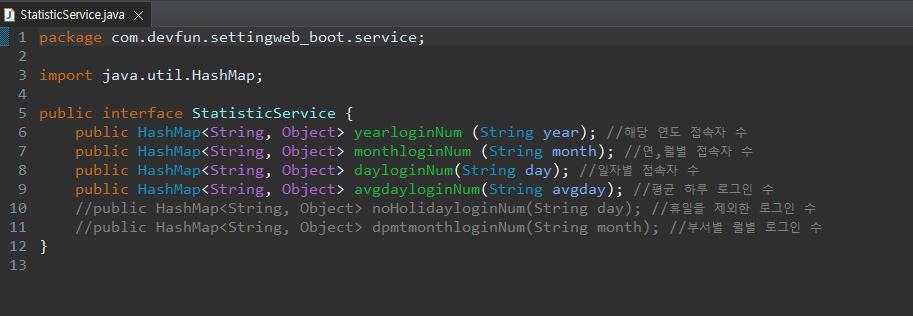 StatisticService.java
1 package com.devfun.settingweb_boot.service;
2
3 import java.util.HashMap;
4
5 public interface StatisticService {
6     public HashMap<String, Object> yearloginNum (String year); //해당 연도 접속자 수
7     public HashMap<String, Object> monthloginNum (String month); //연,월별 접속자 수
8     public HashMap<String, Object> dayloginNum(String day); //일자별 접속자 수
9     public HashMap<String, Object> avgdayloginNum(String avgday); //평균 하루 로그인 수
10     //public HashMap<String, Object> noHolidayloginNum(String day); //휴일을 제외한 로그인 수
11     //public HashMap<String, Object> dpmtmonthloginNum(String month); //부서별 월별 로그인 수
12 }
13